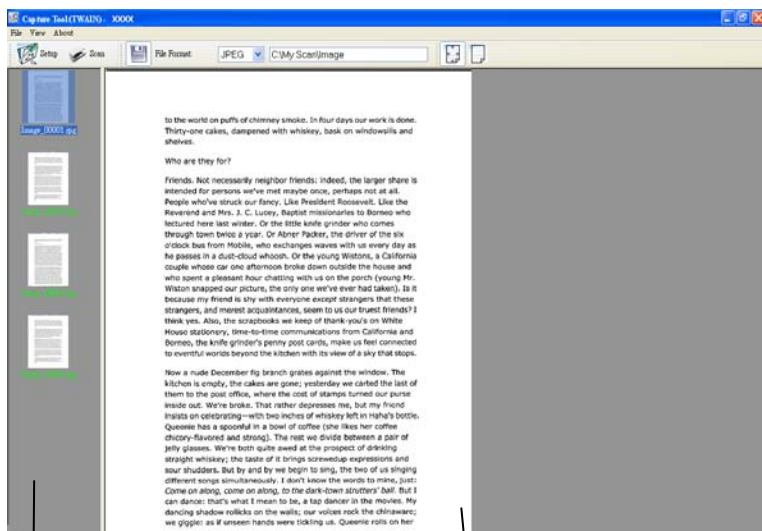 Capture Tool(TWAIN) - XXXX
File View About
Setup Scan File Format: JPEG C:\My Scan\Image
Image_00001.jpg
to the world on puffs of chimney smoke. In four days our work is done.
Thirty-one cakes, dampened with whiskey, bask on windowsills and
shelves.
Who are they for?
Friends. Not necessarily neighbor friends: indeed, the larger share is
intended for persons we've met maybe once, perhaps not at all.
People who've struck our fancy. Like President Roosevelt. Like the
Reverend and Mrs. J. C. Lucey, Baptist missionaries to Borneo who
lectured here last winter. Or the little knife grinder who comes
through town twice a year. Or Abner Packer, the driver of the six
o'clock bus from Mobile, who exchanges waves with us every day as
he passes in a dust-cloud whoosh. Or the young Wistons, a California
couple whose car one afternoon broke down outside the house and
who spent a pleasant hour chatting with us on the porch (young Mr.
Wiston snapped our picture, the only one we've ever had taken). Is it
because my friend is shy with everyone except strangers that these
strangers, and merest acquaintances, seem to us our truest friends? I
think yes. Also, the scrapbooks we keep of thank-you's on White
House stationery, time-to-time communications from California and
Borneo, the knife grinder's penny post cards, make us feel connected
to eventful worlds beyond the kitchen with its view of a sky that stops.
Now a nude December fig branch grates against the window. The
kitchen is empty, the cakes are gone; yesterday we carted the last of
them to the post office, where the cost of stamps turned our purse
inside out. We're broke. That rather depresses me, but my friend
insists on celebrating—with two inches of whiskey left in Haha's bottle.
Queenie has a spoonful in a bowl of coffee (she likes her coffee
chicory-flavored and strong). The rest we divide between a pair of
jelly glasses. We're both quite awed at the prospect of drinking
straight whiskey; the taste of it brings screwedup expressions and
sour shudders. But by and by we begin to sing, the two of us singing
different songs simultaneously. I don't know the words to mine, just:
Come on along, come on along, to the dark-town strutters' ball. But I
can dance: that's what I mean to be, a tap dancer in the movies. My
dancing shadow rollicks on the walls; our voices rock the chinaware;
we giggle: as if unseen hands were tickling us. Queenie rolls on her